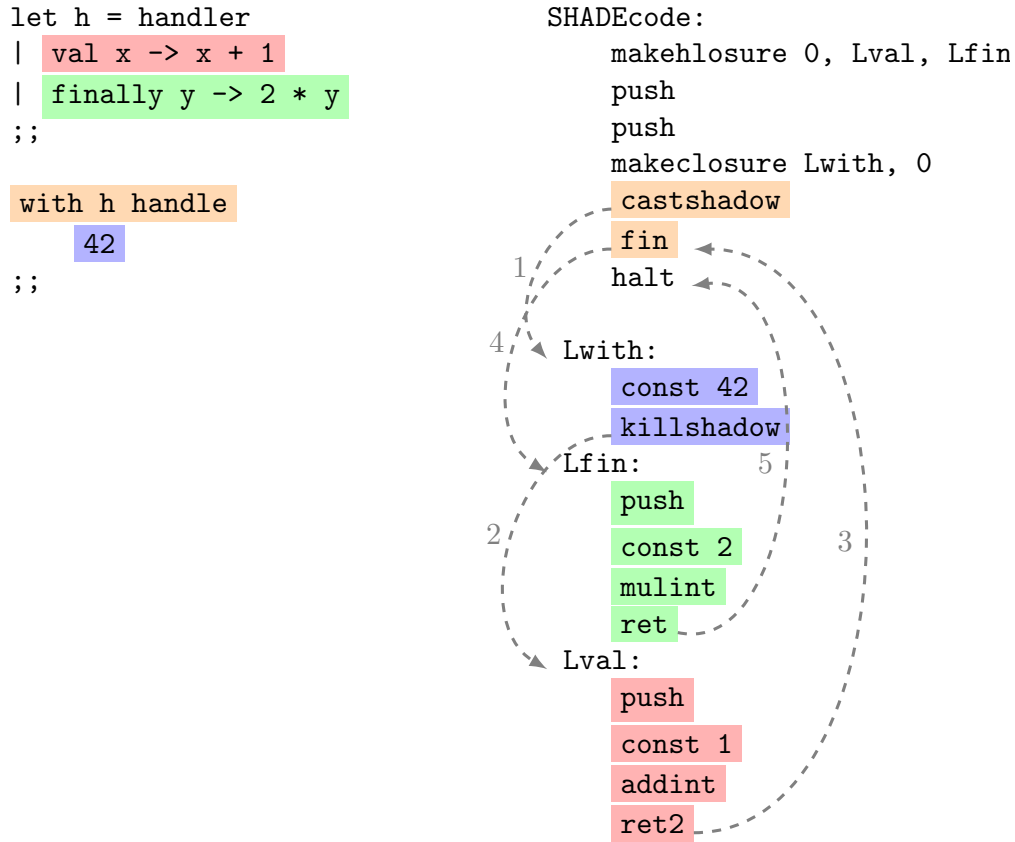 let h = handler
| val x -> x + 1
| finally y -> 2 * y
;;
with h handle
42
;;
SHADEcode:
makehlosure 0, Lval, Lfin
push
push
makeclosure Lwith, 0
castshadow
fin
halt
1
4
Lwith:
const 42
killshadow
Lfin:
5
push
2
const 2
3
mulint
ret
Lval:
push
const 1
addint
ret2